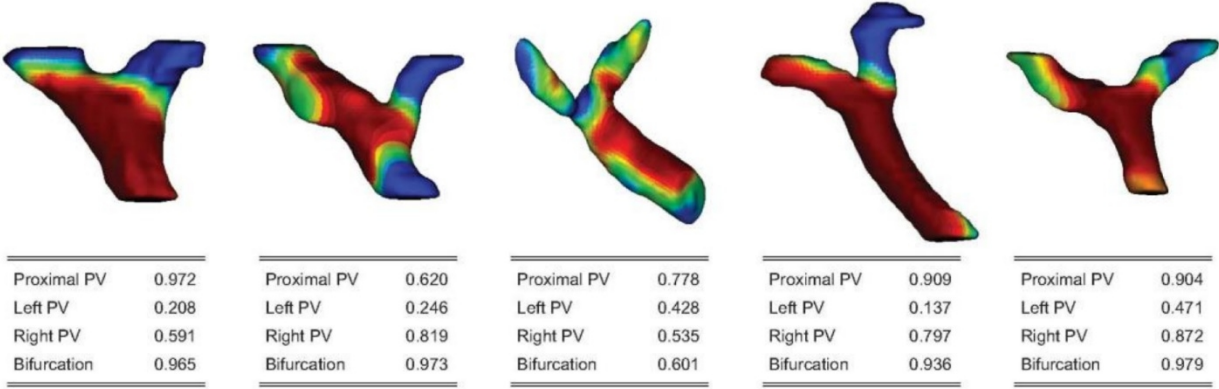 Proximal PV 0.972
Left PV 0.208
Right PV 0.591
Bifurcation 0.965
Proximal PV 0.620
Left PV 0.246
Right PV 0.819
Bifurcation 0.973
Proximal PV 0.778
Left PV 0.428
Right PV 0.535
Bifurcation 0.601
Proximal PV 0.909
Left PV 0.137
Right PV 0.797
Bifurcation 0.936
Proximal PV 0.904
Left PV 0.471
Right PV 0.872
Bifurcation 0.979